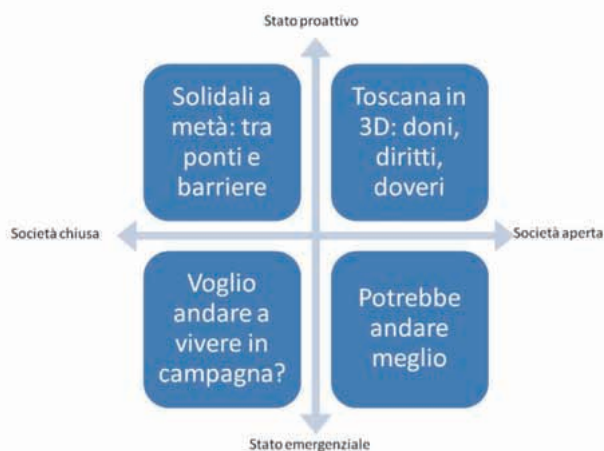 Stato proattivo
Solidali a
metà: tra
ponti e
barriere
Toscana in
3D: doni,
diritti,
doveri
Società chiusa
Società aperta
Voglio
andare a
vivere in
campagna?
Potrebbe
andare
meglio
Stato emergenziale